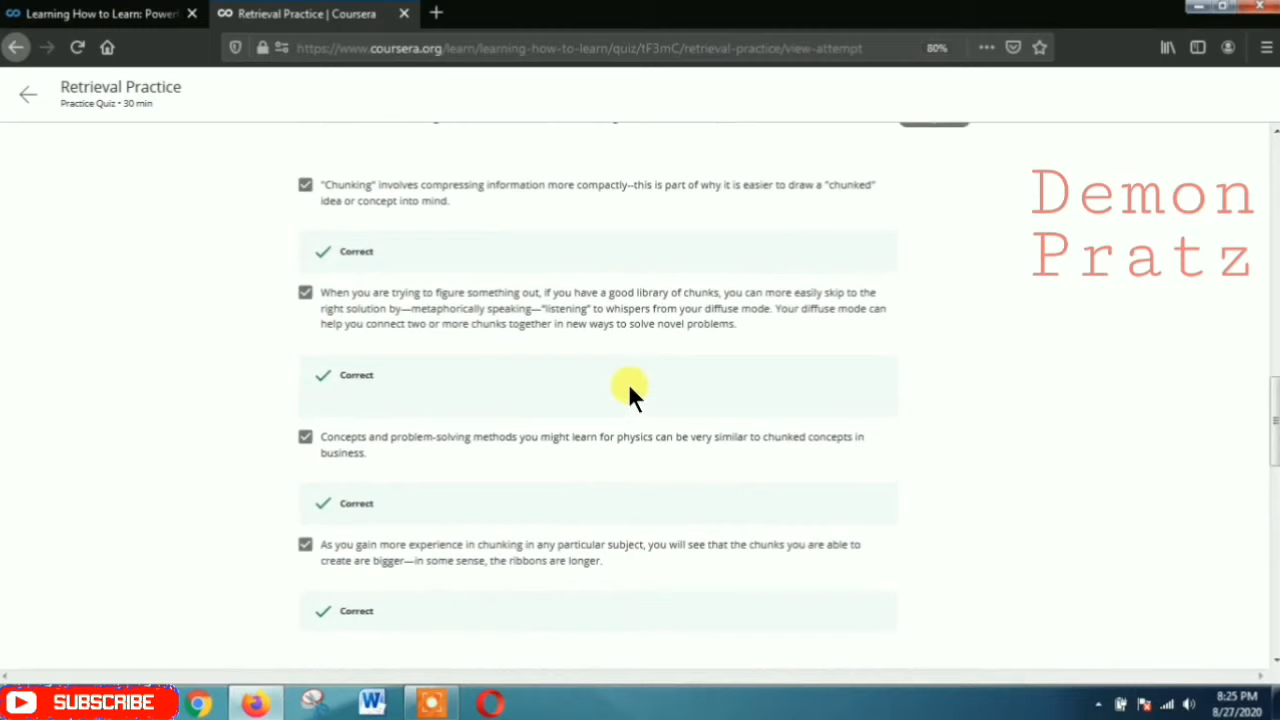 Learning How to Learn: Powerf
Retrieval Practice | Coursera
https://www.coursera.org/learn/learning-how-to-learn/quiz/tF3mC/retrieval-practice/view-attempt
80%
Retrieval Practice
Practice Quiz • 30 min
"Chunking" involves compressing information more compactly--this is part of why it is easier to draw a "chunked"
idea or concept into mind.
Correct
When you are trying to figure something out, if you have a good library of chunks, you can more easily skip to the
right solution by—metaphorically speaking—"listening" to whispers from your diffuse mode. Your diffuse mode can
help you connect two or more chunks together in new ways to solve novel problems.
Correct
Concepts and problem-solving methods you might learn for physics can be very similar to chunked concepts in
business.
Correct
As you gain more experience in chunking in any particular subject, you will see that the chunks you are able to
create are bigger—in some sense, the ribbons are longer.
Correct
Demon
Pratz
SUBSCRIBE
8:25 PM
8/27/2020